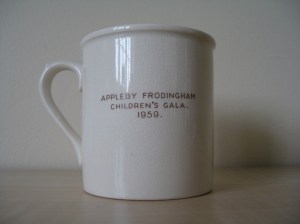 APPLEBY FRODINGHAM
CHILDREN'S GALA.
1959.